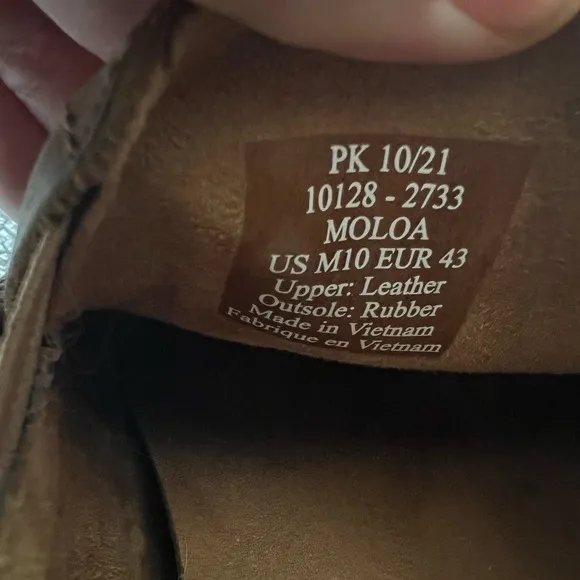 PK 10/21
10128 - 2733
MOLOA
US M10 EUR 43
Upper: Leather
Outsole: Rubber
Made in Vietnam
Fabrique en Vietnam